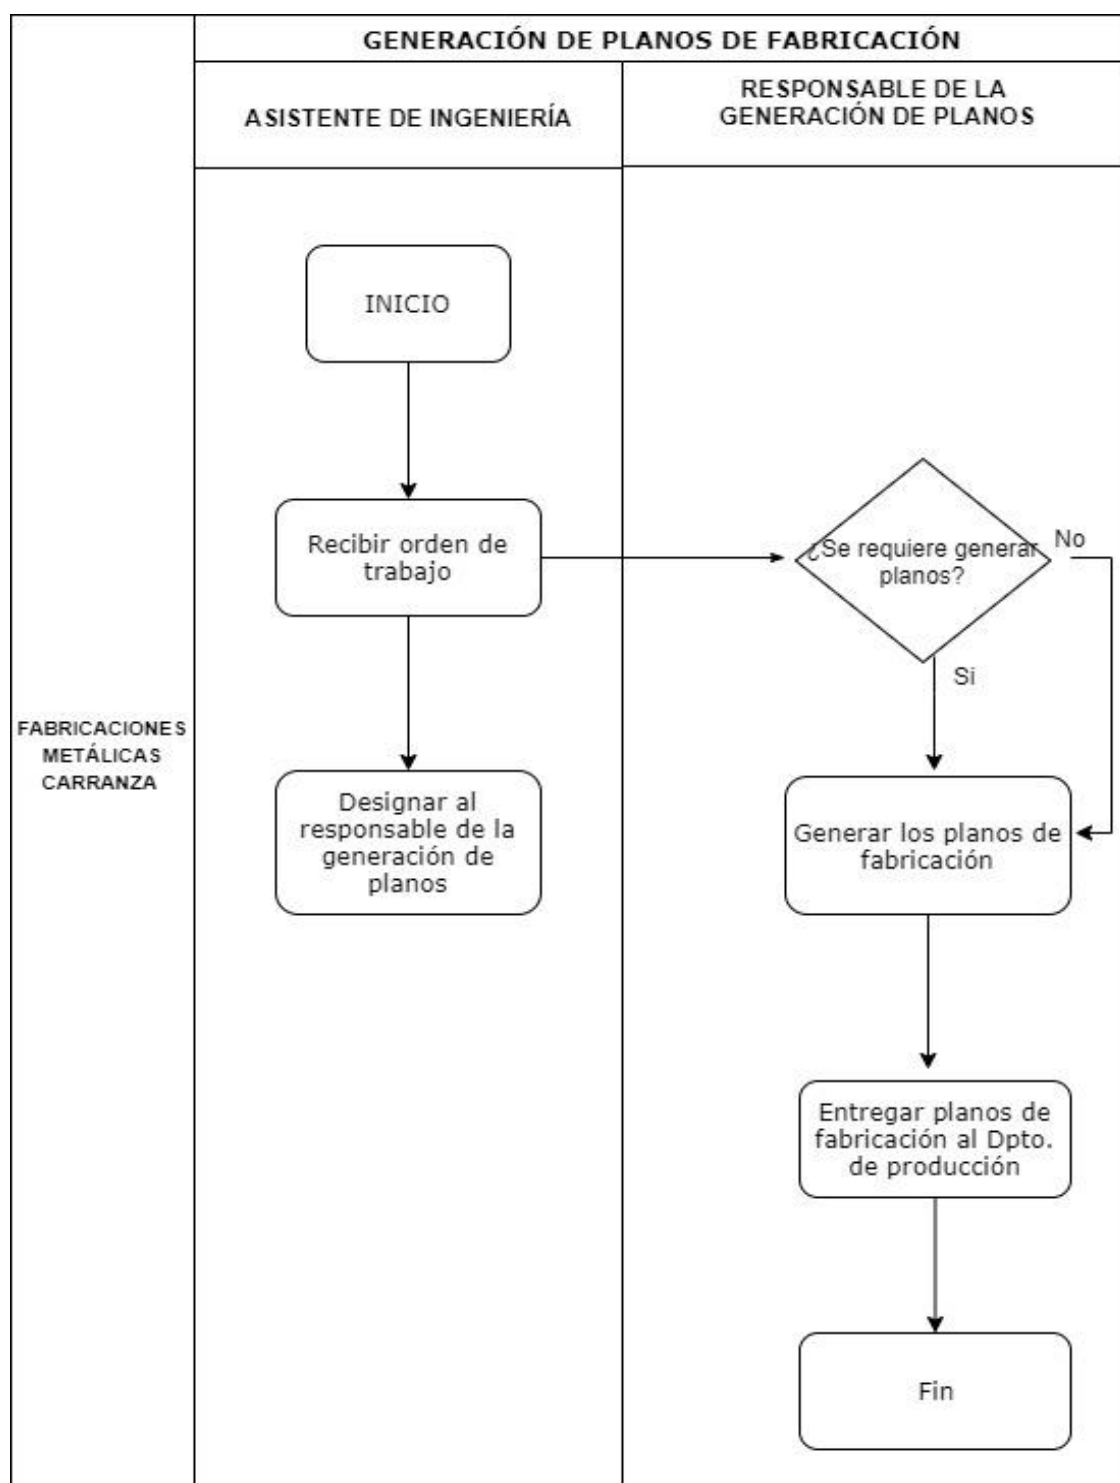 GENERACIÓN DE PLANOS DE FABRICACIÓN
ASISTENTE DE INGENIERÍA
RESPONSABLE DE LA
GENERACIÓN DE PLANOS
INICIO
Recibir orden de
trabajo
¿Se requiere generar
planos?
No
Si
FABRICACIONES
METÁLICAS
CARRANZA
Designar al
responsable de la
generación de
planos
Generar los planos de
fabricación
Entregar planos de
fabricación al Dpto.
de producción
Fin